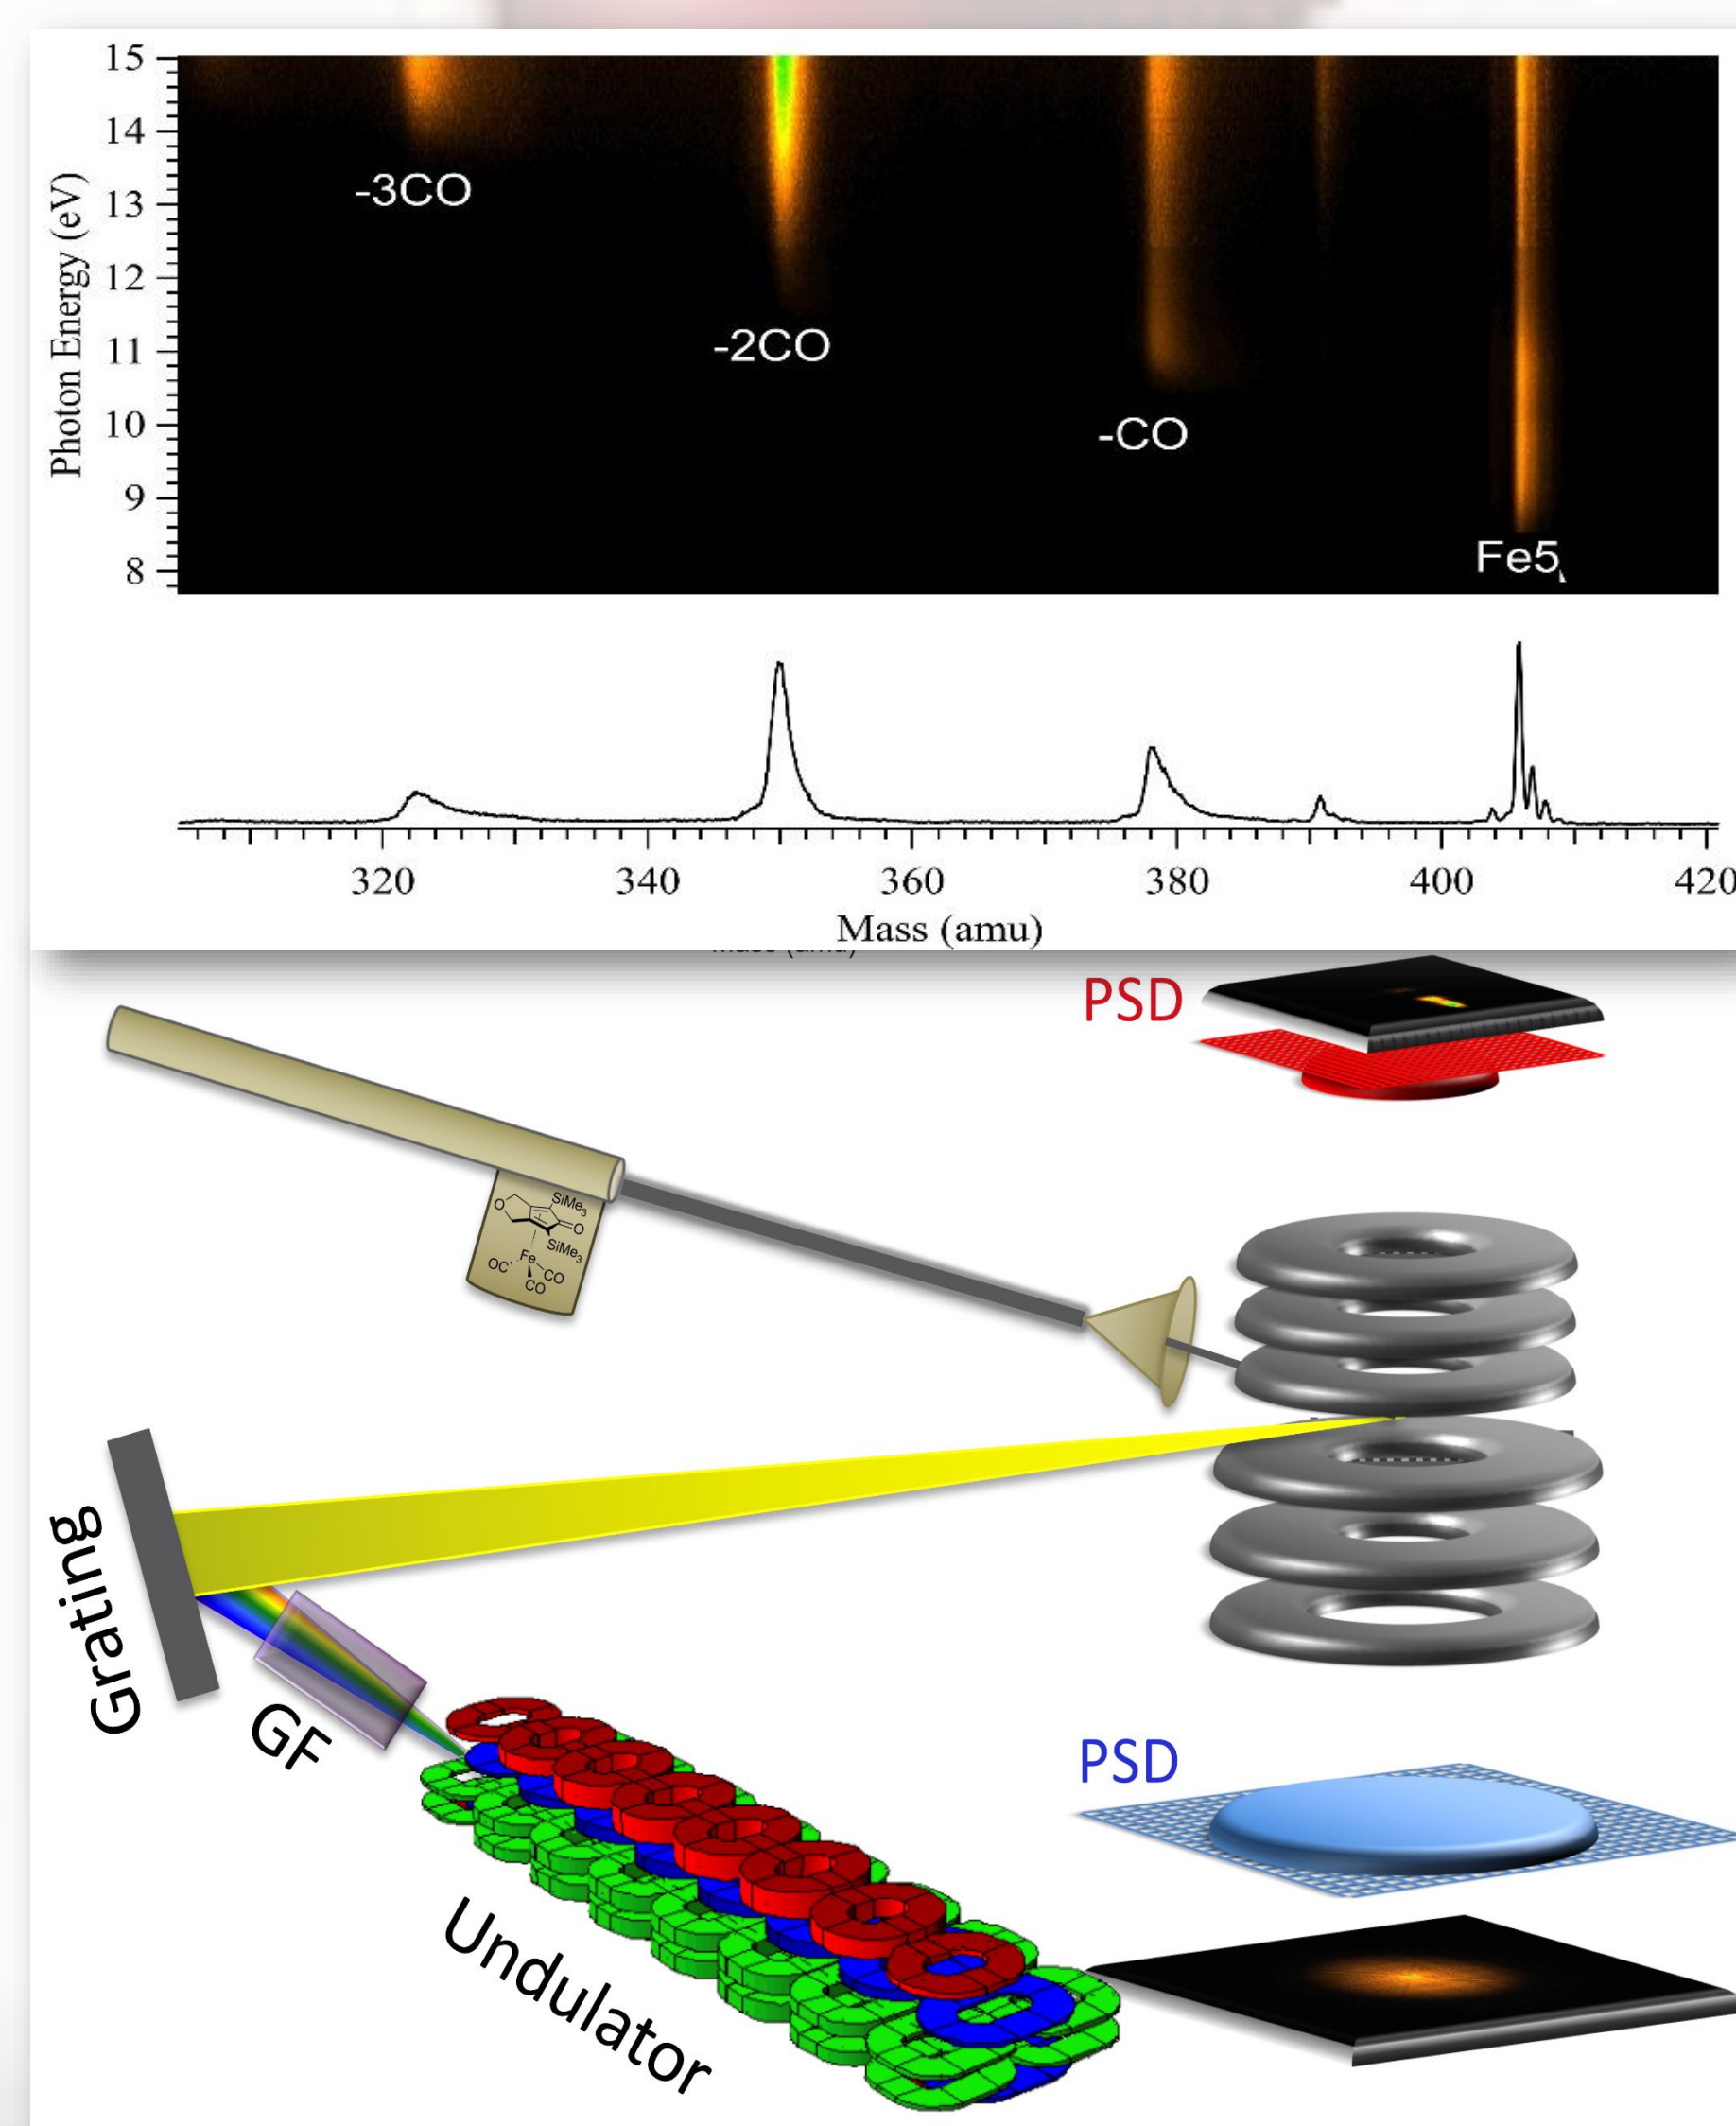 15
14
13
12
11
10
9
8
Photon Energy (eV)
-3CO
-2CO
-CO
Fe5
320 340 360 380 400 420
Mass (amu)
PSD
SiMe3
O
O
SiMe3
Fe
OC
CO
CO
Grating
GF
PSD
Undulator